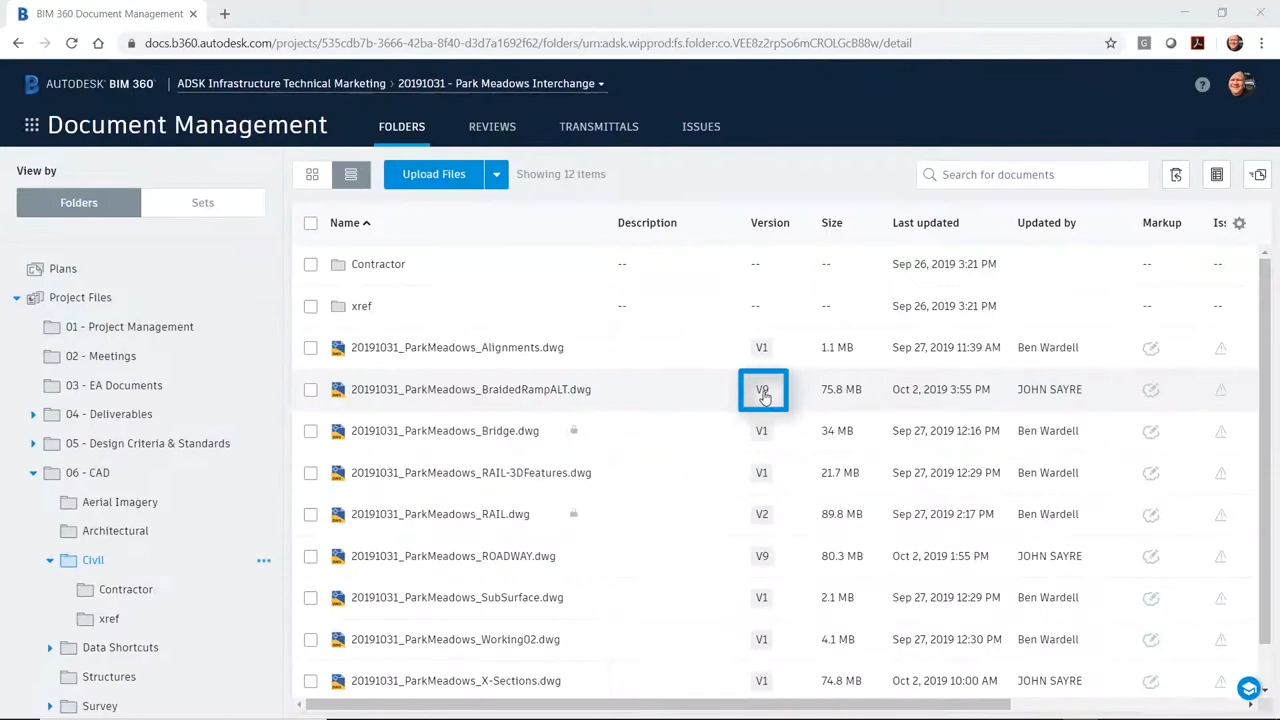 BIM 360 Document Management
docs.b360.autodesk.com/projects/535cdb7b-3666-42ba-8f40-d3d7s1692f62/folders/urn:adsk.wipprod:fs.folder:co.VEE8z2rpSo6mCROLGcB88w/detail
AUTODESK® BIM 360° ADSK Infrastructure Technical Marketing > 20191031 - Park Meadows Interchange
Document Management FOLDERS REVIEWS TRANSMITTALS ISSUES
View by
Folders Sets
Plans
Project Files
01 - Project Management
02 - Meetings
03 - EA Documents
04 - Deliverables
05 - Design Criteria & Standards
06 - CAD
Aerial Imagery
Architectural
Civil
Contractor
xref
Data Shortcuts
Structures
Survey
Upload Files Showing 12 items Search for documents
Name Description Version Size Last updated Updated by Markup Iss
Contractor -- -- -- Sep 26, 2019 3:21 PM -- --
xref -- -- -- Sep 26, 2019 3:21 PM -- --
20191031_ParkMeadows_Alignments.dwg V1 1.1 MB Sep 27, 2019 11:39 AM Ben Wardell
20191031_ParkMeadows_BraidedRampALT.dwg 75.8 MB Oct 2, 2019 3:55 PM JOHN SAYRE
20191031_ParkMeadows_Bridge.dwg V1 34 MB Sep 27, 2019 12:16 PM Ben Wardell
20191031_ParkMeadows_RAIL-3DFeatures.dwg V1 21.7 MB Sep 27, 2019 12:29 PM Ben Wardell
20191031_ParkMeadows_RAIL.dwg V2 89.8 MB Sep 27, 2019 2:17 PM Ben Wardell
20191031_ParkMeadows_ROADWAY.dwg V9 80.3 MB Oct 2, 2019 1:55 PM JOHN SAYRE
20191031_ParkMeadows_SubSurface.dwg V1 2.1 MB Sep 27, 2019 12:29 PM Ben Wardell
20191031_ParkMeadows_Working02.dwg V1 4.1 MB Sep 27, 2019 12:30 PM Ben Wardell
20191031_ParkMeadows_X-Sections.dwg V1 74.8 MB Oct 2, 2019 10:00 AM JOHN SAYRE